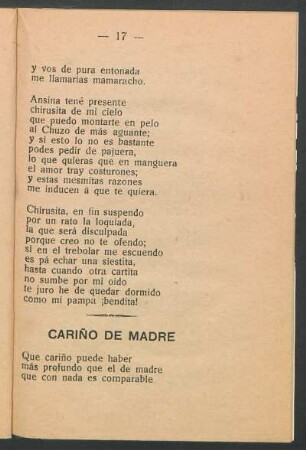 — 17 —
y vos de pura entonada
me llamarías mamaracho.
Ansina tené presente
chirusita de mi cielo
que puedo montarte en pelo
al Chuzo de más aguante;
y si esto lo no es bastante
podes pedir de pajuera,
lo que quieras que en manguera
el amor tray costurones;
y estas mesmitas razones
me inducen á que te quiera.
Chirusita, en fin suspendo
por un rato la loquiada,
la que será disculpada
porque creo no te ofendo;
si en el trebolar me escuendo
es pá echar una siestita,
hasta cuando otra cartita
no sumbe por mi oido
te juro he de quedar dormido
como mi pampa ¡bendita!
CARIÑO DE MADRE
Que cariño puede haber
más profundo que el de madre
que con nada es comparable